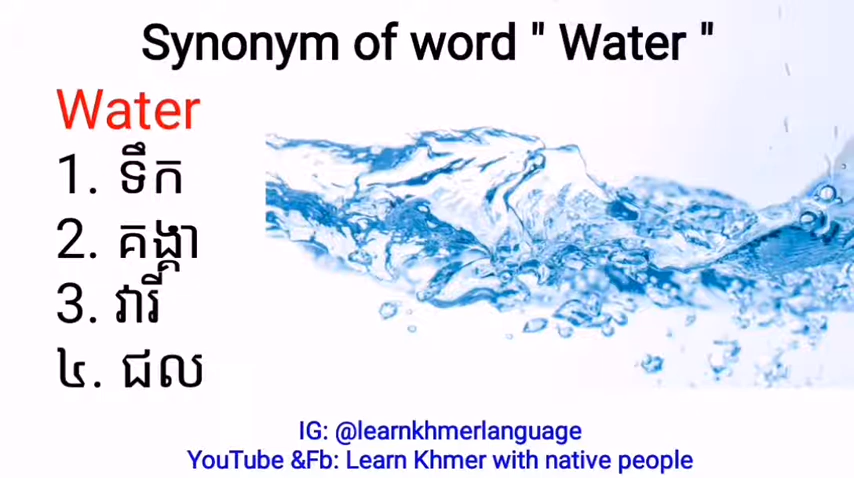 Synonym of word " Water "
Water
1. ទឹក
2. គង្គា
3. វារី
៤. ជល
IG: @learnkhmerlanguage
YouTube &Fb: Learn Khmer with native people